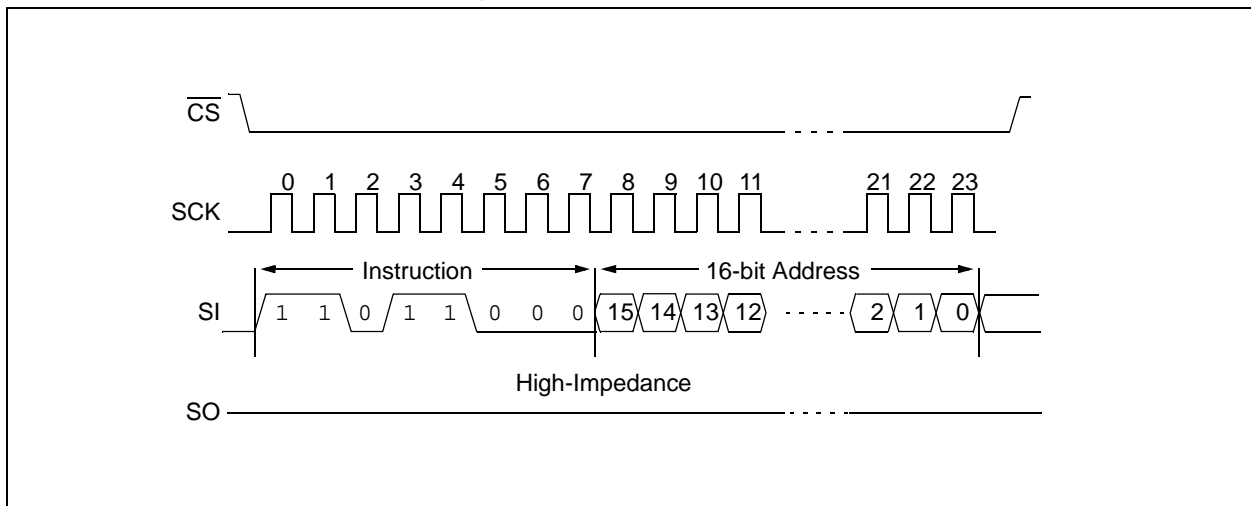 CS
0 1 2 3 4 5 6 7 8 9 10 11 21 22 23
SCK
Instruction 16-bit Address
SI 1 1 0 1 1 0 0 0 15 14 13 12 2 1 0
High-Impedance
SO